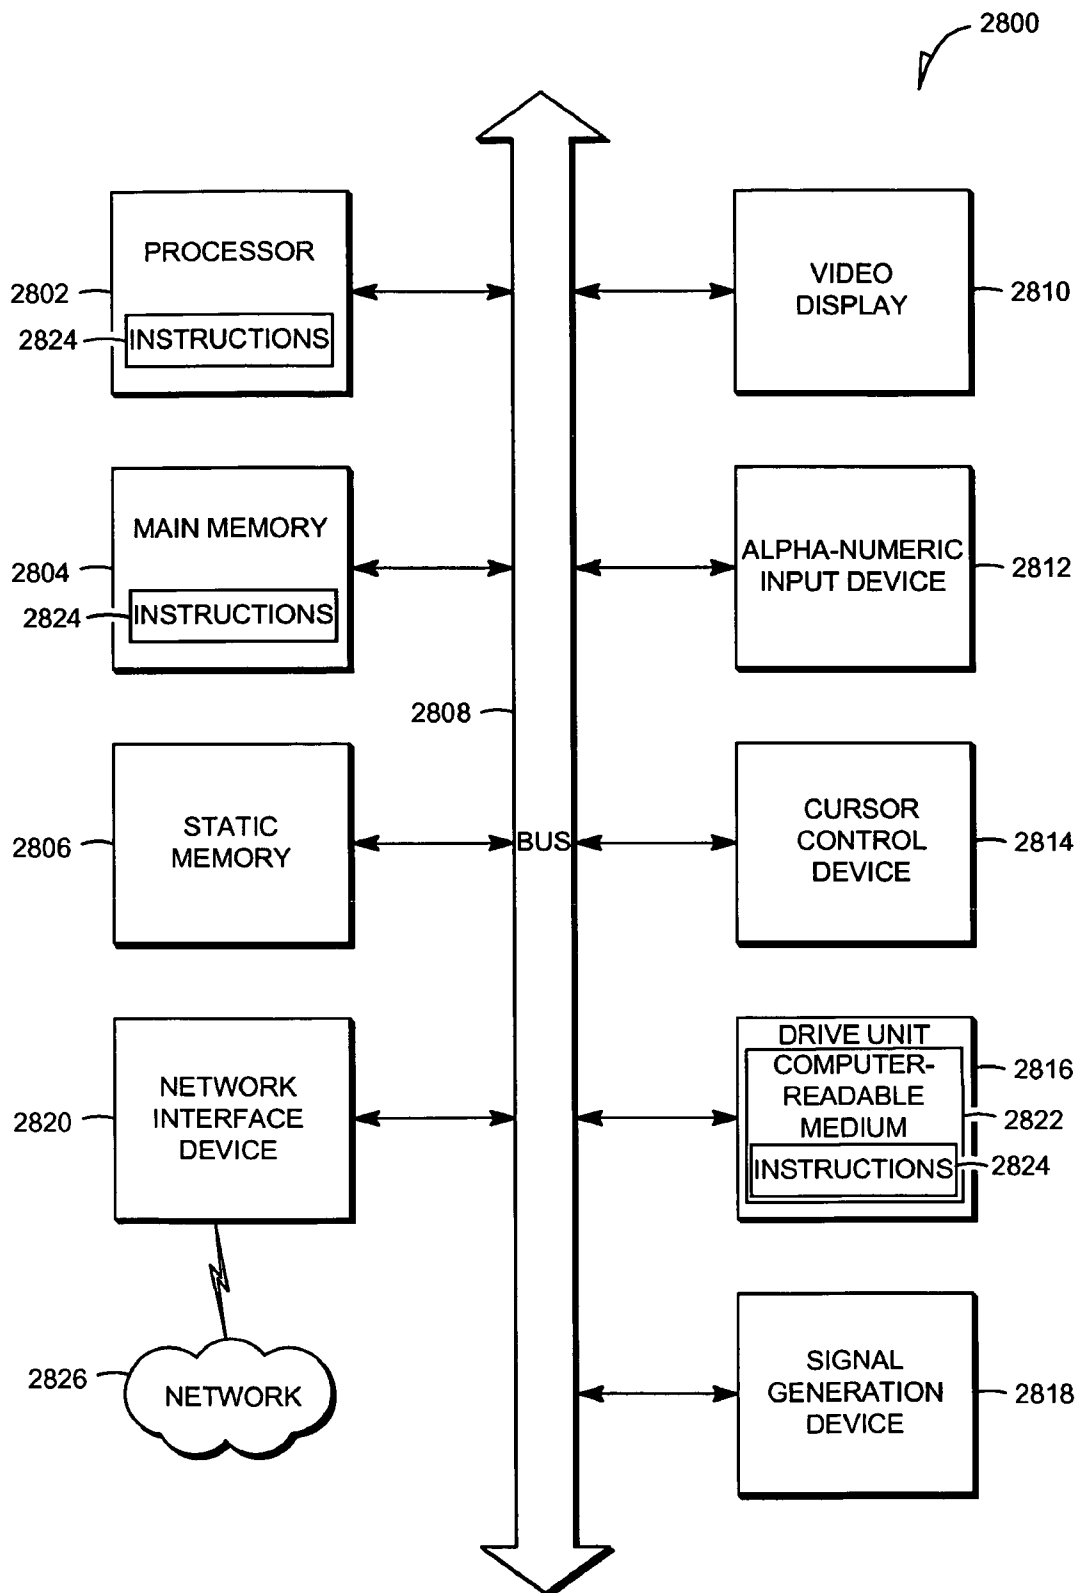 2800
PROCESSOR
2802
2824
INSTRUCTIONS
VIDEO
DISPLAY
2810
MAIN MEMORY
2804
2824
INSTRUCTIONS
ALPHA-NUMERIC
INPUT DEVICE
2812
2808
STATIC
MEMORY
2806
BUS
CURSOR
CONTROL
DEVICE
2814
NETWORK
INTERFACE
DEVICE
2820
DRIVE UNIT
2816
COMPUTER-
READABLE
MEDIUM
2822
INSTRUCTIONS
2824
2826
NETWORK
SIGNAL
GENERATION
DEVICE
2818